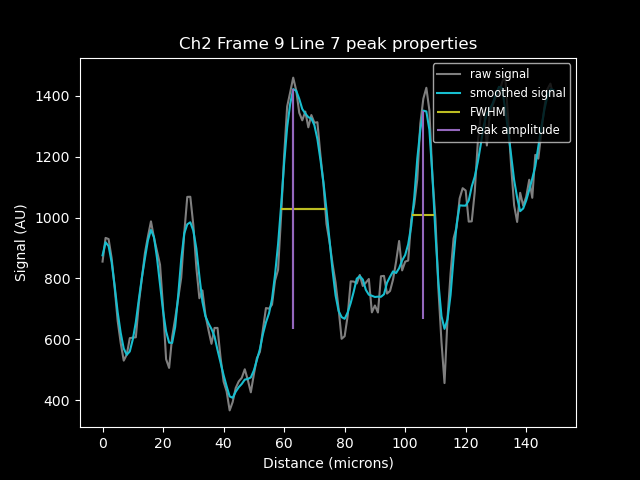 Ch2 Frame 9 Line 7 peak properties
raw signal
smoothed signal
FWHM
Peak amplitude
1400
1200
1000
800
600
400
Signal (AU)
0 20 40 60 80 100 120 140
Distance (microns)